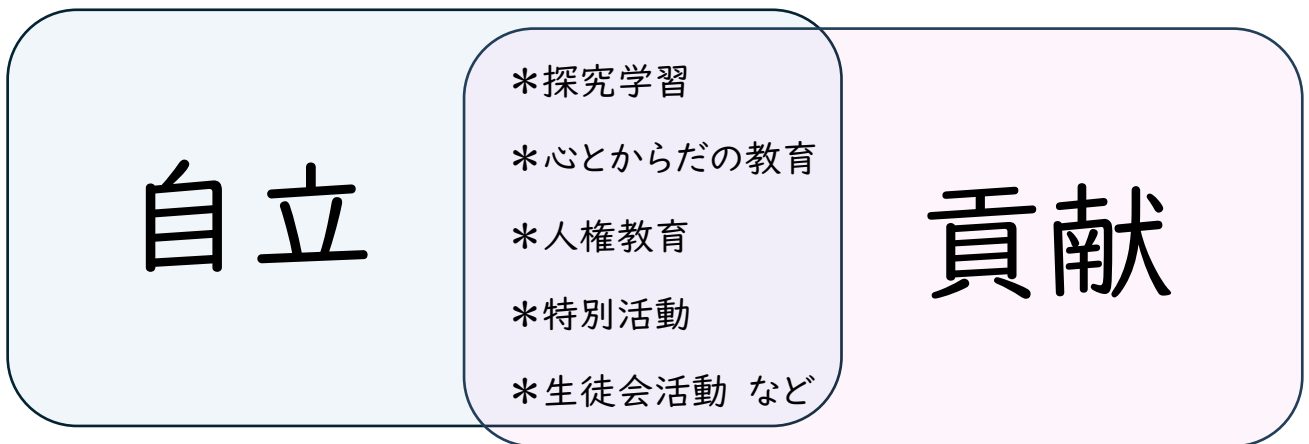 自立
＊探究学習
＊心とからだの教育
＊人権教育
＊特別活動
＊生徒会活動 など
貢献